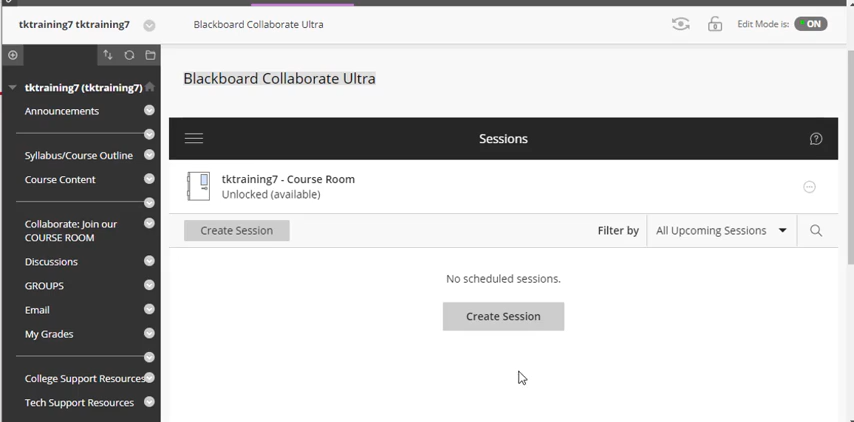 tktraining7 tktraining7
Blackboard Collaborate Ultra
Edit Mode is:
ON
tktraining7 (tktraining7)
Announcements
Syllabus/Course Outline
Course Content
Collaborate: Join our
COURSE ROOM
Discussions
GROUPS
Email
My Grades
College Support Resources
Tech Support Resources
Blackboard Collaborate Ultra
Sessions
tktraining7 - Course Room
Unlocked (available)
Create Session
Filter by
All Upcoming Sessions
No scheduled sessions.
Create Session